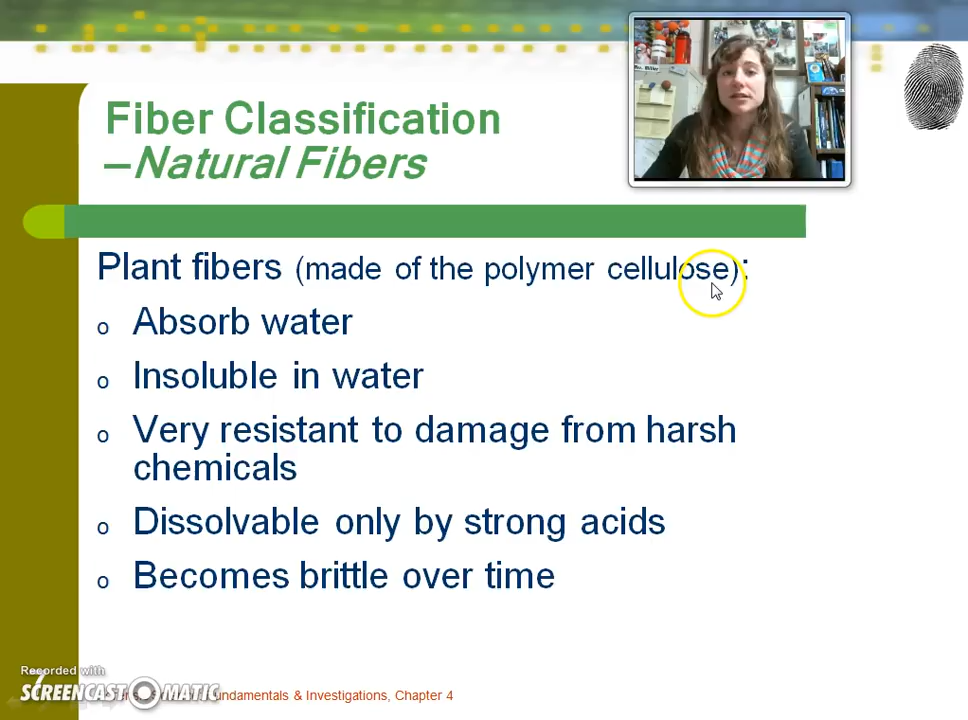 Fiber Classification
–Natural Fibers
Plant fibers (made of the polymer cellulose):
o Absorb water
o Insoluble in water
o Very resistant to damage from harsh
chemicals
o Dissolvable only by strong acids
o Becomes brittle over time
Recorded with
SCREENCAST MATIC
7
undamentals & Investigations, Chapter 4